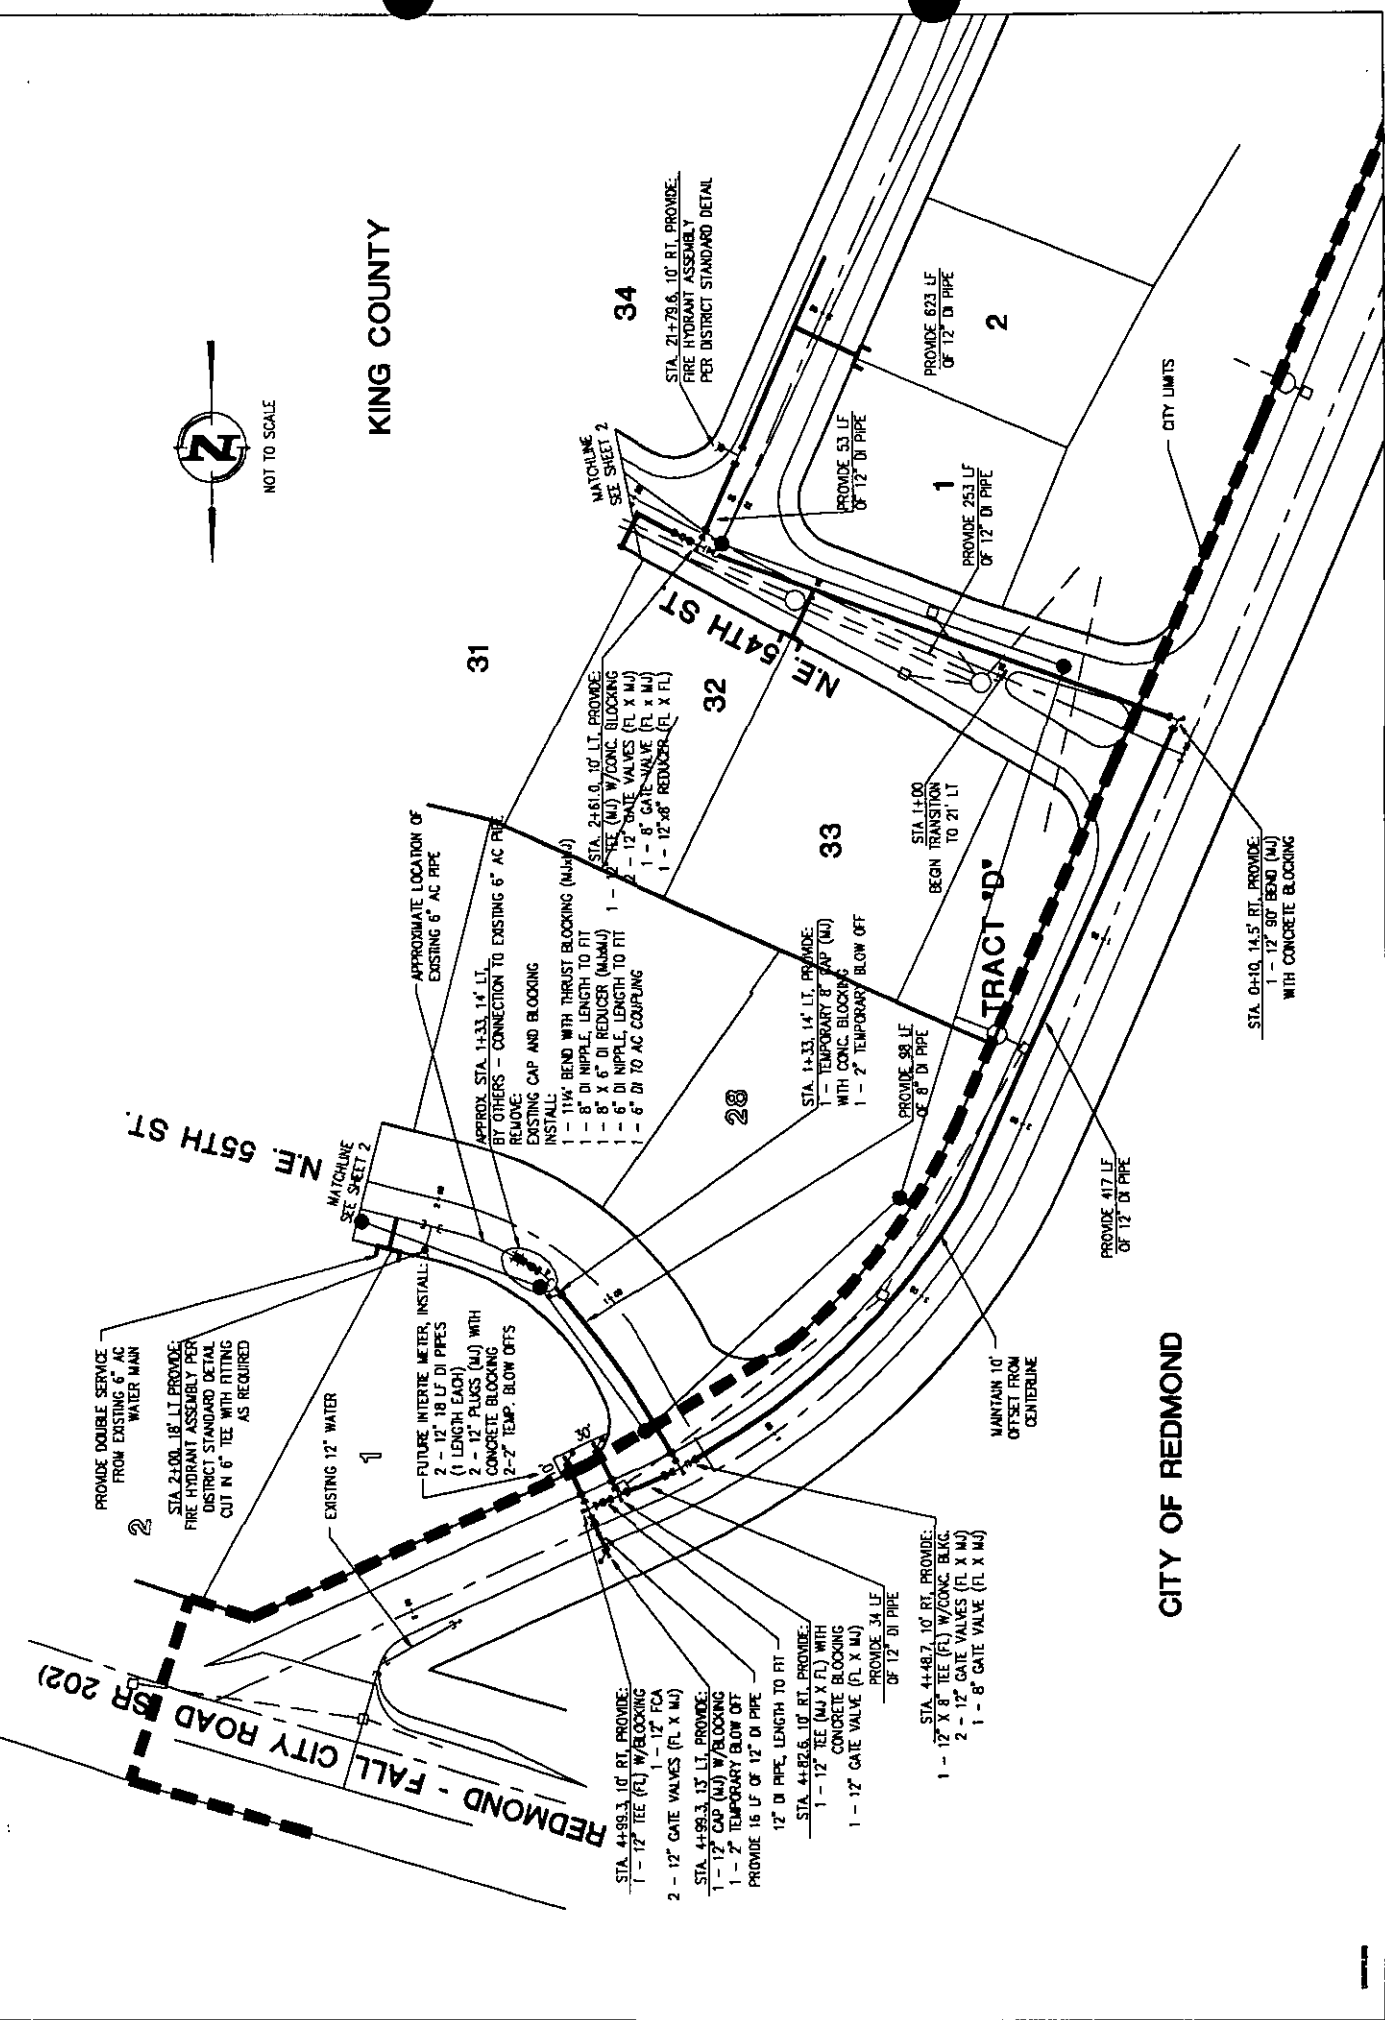 PROVIDE DOUBLE SERVICE
FROM EXISTING 6" AC
WATER MAIN
2
STA 2+00, 18' LT PROVIDE:
FIRE HYDRANT ASSEMBLY PER
DISTRICT STANDARD DETAIL
CUT IN 6" TEE WITH FITTING
AS REQUIRED
EXISTING 12" WATER
1
FUTURE INTERTIE METER, INSTALL:
2 - 12" 18 LF DI PIPES
(1 LENGTH EACH)
2 - 12" PLUGS (MJ) WITH
CONCRETE BLOCKING
2-2" TEMP. BLOW OFFS
MATCHLINE
SEE SHEET 2
N.E. 55TH ST.
APPROXIMATE LOCATION OF
EXISTING 6" AC PIPE
APPROX. STA. 1+33, 14' LT,
BY OTHERS - CONNECTION TO EXISTING 6" AC PIPE
REMOVE:
EXISTING CAP AND BLOCKING
INSTALL:
1 - 11¼° BEND WITH THRUST BLOCKING (MJxMJ)
1 - 8" DI NIPPLE, LENGTH TO FIT
1 - 8" X 6" DI REDUCER (MJxMJ)
1 - 6" DI NIPPLE, LENGTH TO FIT
1 - 6" DI TO AC COUPLING
NOT TO SCALE
N
KING COUNTY
31
34
STA. 21+79.6, 10' RT, PROVIDE:
FIRE HYDRANT ASSEMBLY
PER DISTRICT STANDARD DETAIL
MATCHLINE
SEE SHEET 2
STA. 2+61.0, 10' LT, PROVIDE:
1 - 12" TEE (MJ) W/CONC. BLOCKING
2 - 12" GATE VALVES (FL X MJ)
1 - 8" GATE VALVE (FL X MJ)
1 - 12"x8" REDUCER (FL X FL)
N.E. 54TH ST.
32
33
28
STA. 1+33, 14' LT, PROVIDE:
1 - TEMPORARY 8" CAP (MJ)
WITH CONC. BLOCKING
1 - 2" TEMPORARY BLOW OFF
PROVIDE 98 LF
OF 8" DI PIPE
PROVIDE 53 LF
OF 12" DI PIPE
PROVIDE 623 LF
OF 12" DI PIPE
2
1
PROVIDE 253 LF
OF 12" DI PIPE
STA 1+00
BEGIN TRANSITION
TO 21' LT
TRACT "D"
CITY LIMITS
STA. 0+10, 14.5' RT, PROVIDE:
1 - 12" 90° BEND (MJ)
WITH CONCRETE BLOCKING
PROVIDE 417 LF
OF 12" DI PIPE
MAINTAIN 10'
OFFSET FROM
CENTERLINE
30'
10'
1+00
REDMOND - FALL CITY ROAD (SR 202)
STA. 4+99.3, 10' RT, PROVIDE:
1 - 12" TEE (FL) W/BLOCKING
1 - 12" FCA
2 - 12" GATE VALVES (FL X MJ)
STA. 4+99.3, 13' LT, PROVIDE:
1 - 12" CAP (MJ) W/BLOCKING
1 - 2" TEMPORARY BLOW OFF
PROVIDE 16 LF OF 12" DI PIPE
12" DI PIPE, LENGTH TO FIT
STA. 4+82.6, 10' RT, PROVIDE:
1 - 12" TEE (MJ X FL) WITH
CONCRETE BLOCKING
1 - 12" GATE VALVE (FL X MJ)
PROVIDE 34 LF
OF 12" DI PIPE
STA. 4+48.7, 10' RT, PROVIDE:
1 - 12" X 8" TEE (FL) W/CONC. BLKG.
2 - 12" GATE VALVES (FL X MJ)
1 - 8" GATE VALVE (FL X MJ)
CITY OF REDMOND